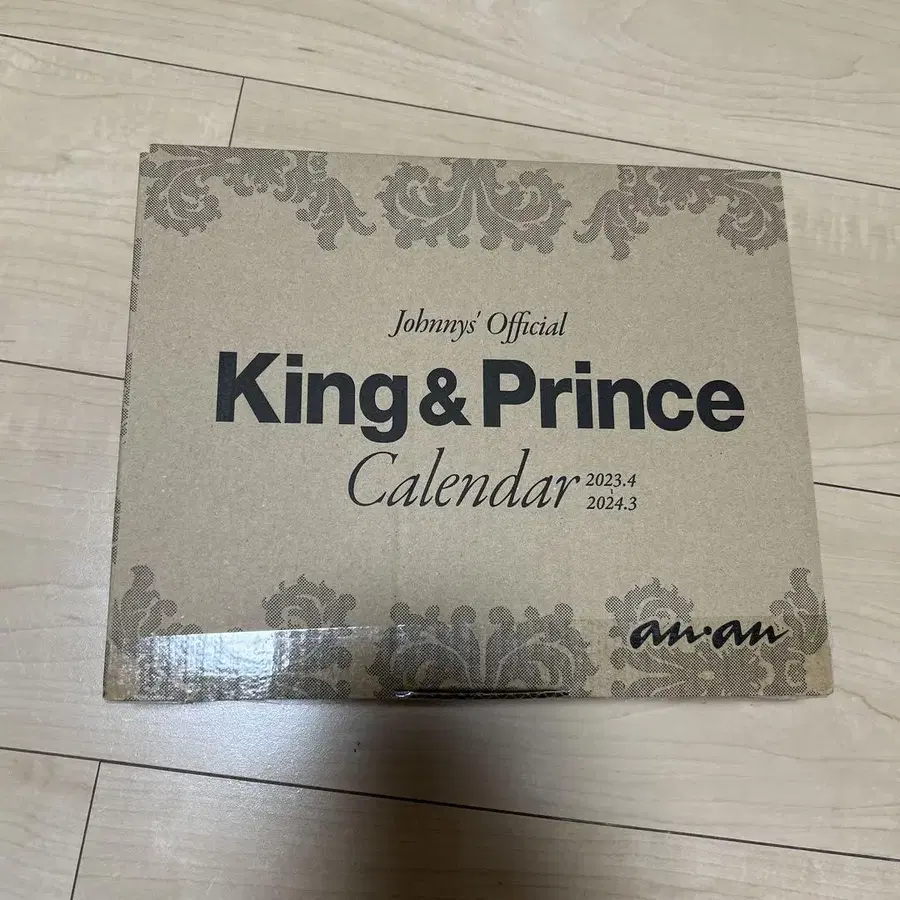 Johnnys' Official
King & Prince
Calendar 2023.4
2024.3
an·an